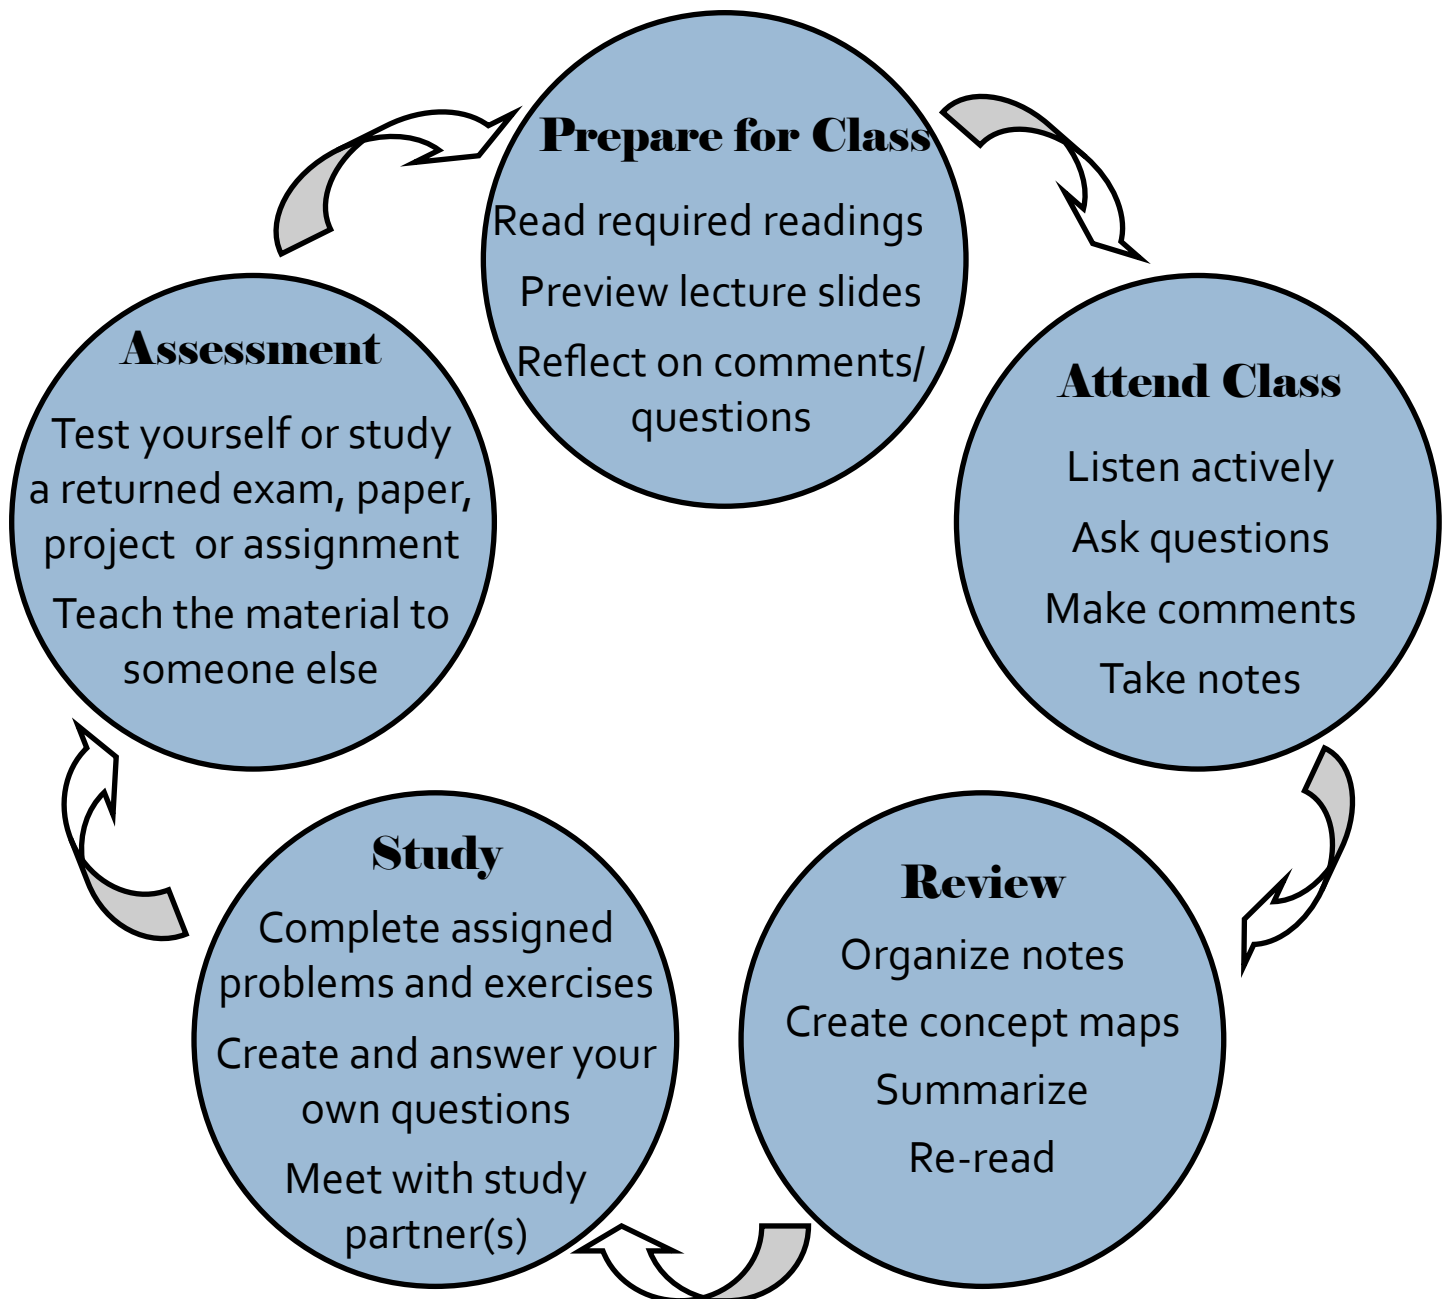 Prepare for Class
Read required readings
Preview lecture slides
Reflect on comments/
questions
Attend Class
Listen actively
Ask questions
Make comments
Take notes
Review
Organize notes
Create concept maps
Summarize
Re-read
Study
Complete assigned
problems and exercises
Create and answer your
own questions
Meet with study
partner(s)
Assessment
Test yourself or study
a returned exam, paper,
project or assignment
Teach the material to
someone else